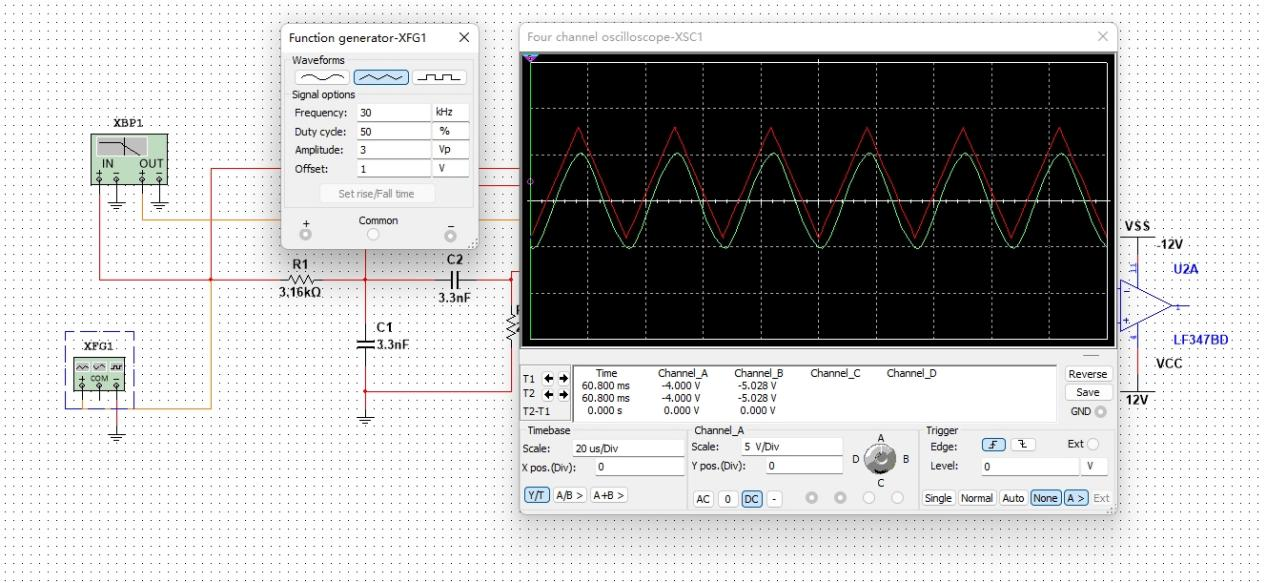 Function generator-XFG1
Waveforms
Signal options
Frequency: 30 kHz
Duty cycle: 50 %
Amplitude: 3 Vp
Offset: 1 V
Set rise/Fall time
+ Common -
Four channel oscilloscope-XSC1
XBP1
IN OUT
R1
3.16kΩ
C2
3.3nF
C1
3.3nF
XFG1
COM
VSS
-12V
11
U2A
1
4
LF347BD
VCC
12V
Time Channel_A Channel_B Channel_C Channel_D
T1 60.800 ms -4.000 V -5.028 V
T2 60.800 ms -4.000 V -5.028 V
T2-T1 0.000 s 0.000 V 0.000 V
Reverse
Save
GND
Timebase
Scale: 20 us/Div
X pos.(Div): 0
Y/T A/B > A+B >
Channel_A
Scale: 5 V/Div
Y pos.(Div): 0
AC 0 DC -
A
D B
C
Trigger
Edge: Ext
Level: 0 V
Single Normal Auto None A > Ext